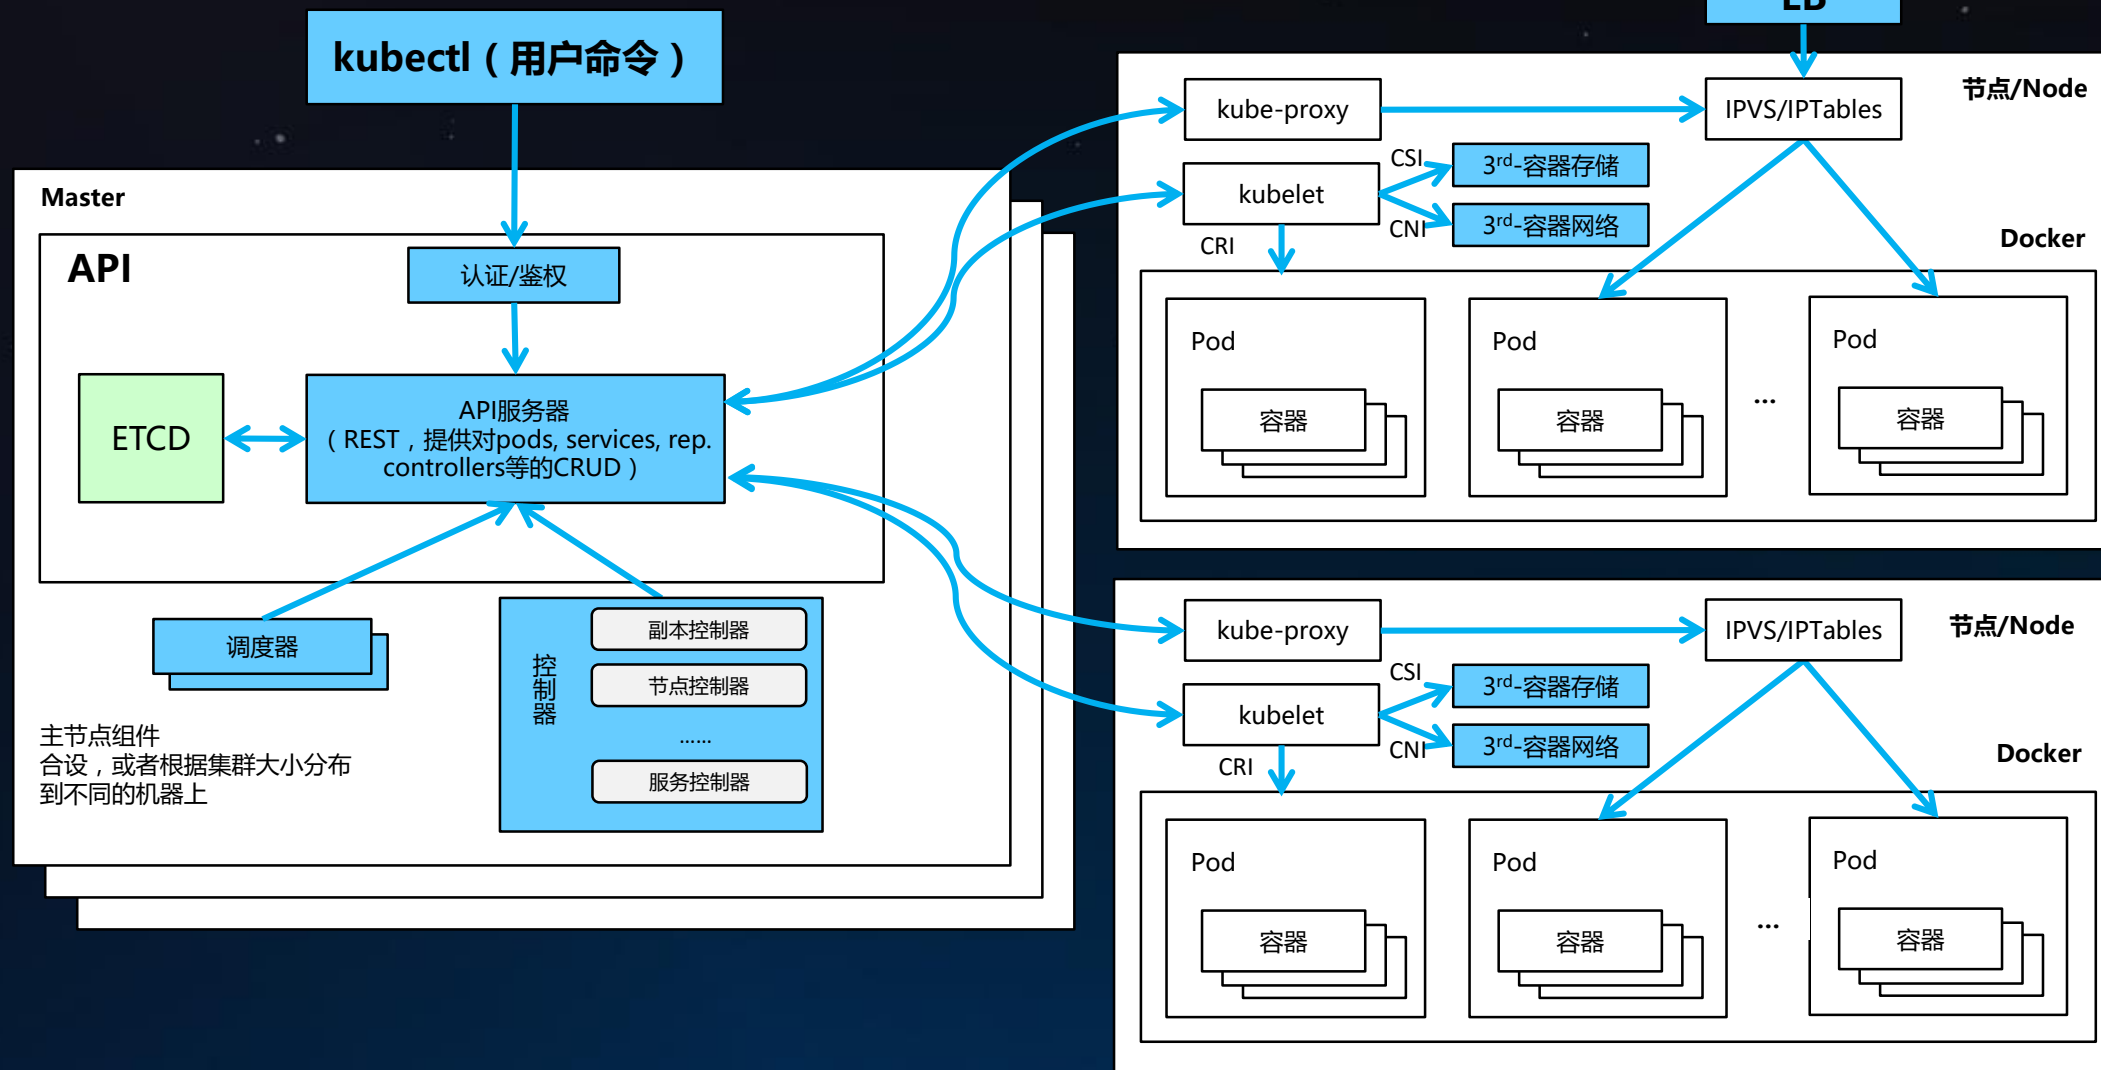 kubectl（用户命令）
Master
API
认证/鉴权
ETCD
API服务器
（REST，提供对pods, services, rep.
controllers等的CRUD）
调度器
控制器
副本控制器
节点控制器
......
服务控制器
主节点组件
合设，或者根据集群大小分布
到不同的机器上
LB
节点/Node
kube-proxy
IPVS/IPTables
kubelet
CSI
3rd-容器存储
CNI
3rd-容器网络
CRI
Docker
Pod
容器
Pod
容器
...
Pod
容器
节点/Node
kube-proxy
IPVS/IPTables
kubelet
CSI
3rd-容器存储
CNI
3rd-容器网络
CRI
Docker
Pod
容器
Pod
容器
...
Pod
容器